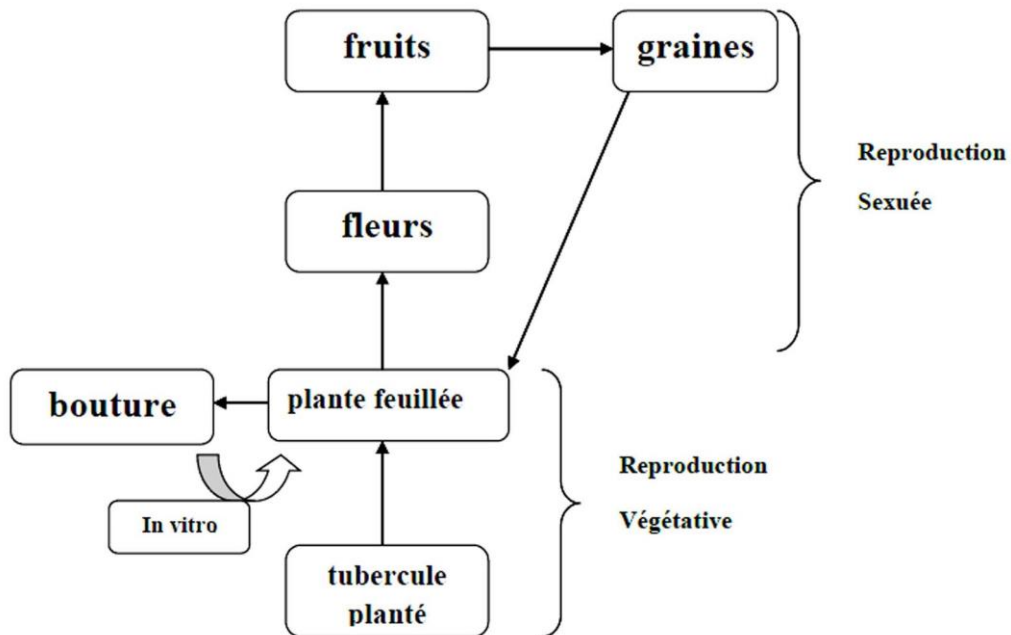 fruits
graines
Reproduction
Sexuée
fleurs
bouture
plante feuillée
Reproduction
Végétative
In vitro
tubercule
planté